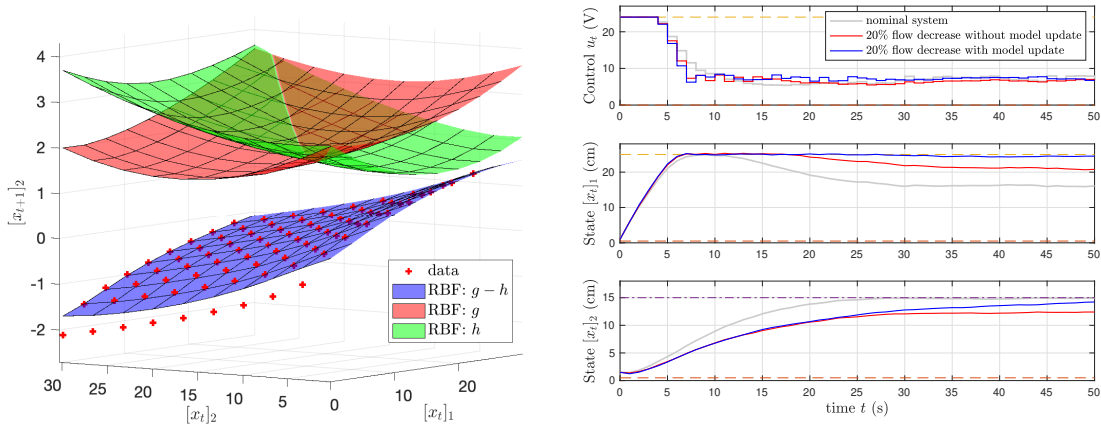 4
3
2
1
0
-1
-2
[x_{t+1}]_2
30
25
20
15
10
5
0
[x_t]_2
0
10
20
[x_t]_1
data
RBF: g − h
RBF: g
RBF: h
Control u_t (V)
20
10
0
0 5 10 15 20 25 30 35 40 45 50
nominal system
20% flow decrease without model update
20% flow decrease with model update
State [x_t]_1 (cm)
20
10
0
0 5 10 15 20 25 30 35 40 45 50
State [x_t]_2 (cm)
15
10
5
0
0 5 10 15 20 25 30 35 40 45 50
time t (s)